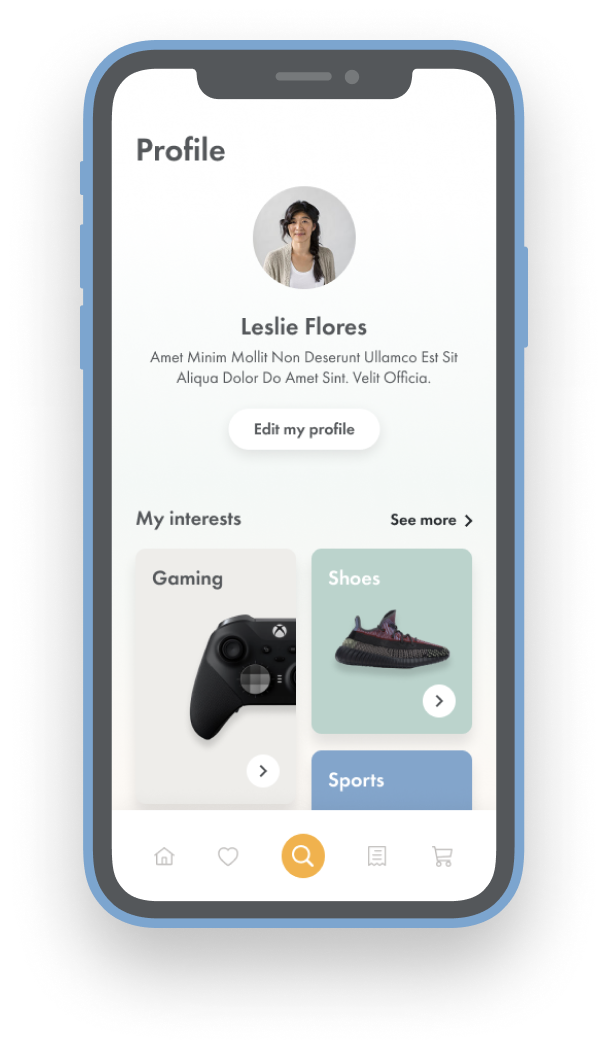 Profile
Leslie Flores
Amet Minim Mollit Non Deserunt Ullamco Est Sit
Aliqua Dolor Do Amet Sint. Velit Officia.
Edit my profile
My interests
See more
Gaming
Shoes
Sports